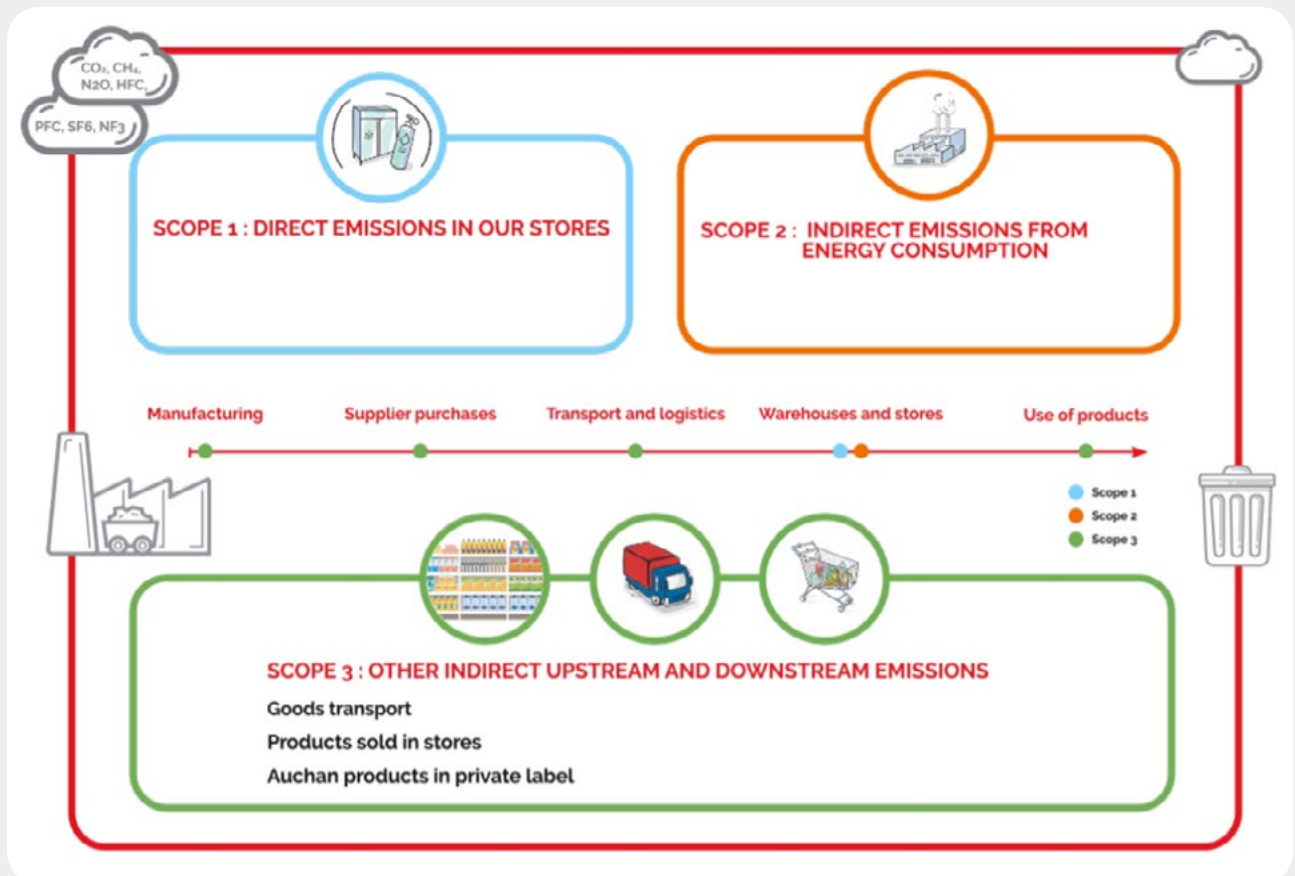 CO₂, CH₄,
N2O, HFC,
PFC, SF6, NF3
SCOPE 1 : DIRECT EMISSIONS IN OUR STORES
SCOPE 2 : INDIRECT EMISSIONS FROM
ENERGY CONSUMPTION
Manufacturing
Supplier purchases
Transport and logistics
Warehouses and stores
Use of products
Scope 1
Scope 2
Scope 3
SCOPE 3 : OTHER INDIRECT UPSTREAM AND DOWNSTREAM EMISSIONS
Goods transport
Products sold in stores
Auchan products in private label